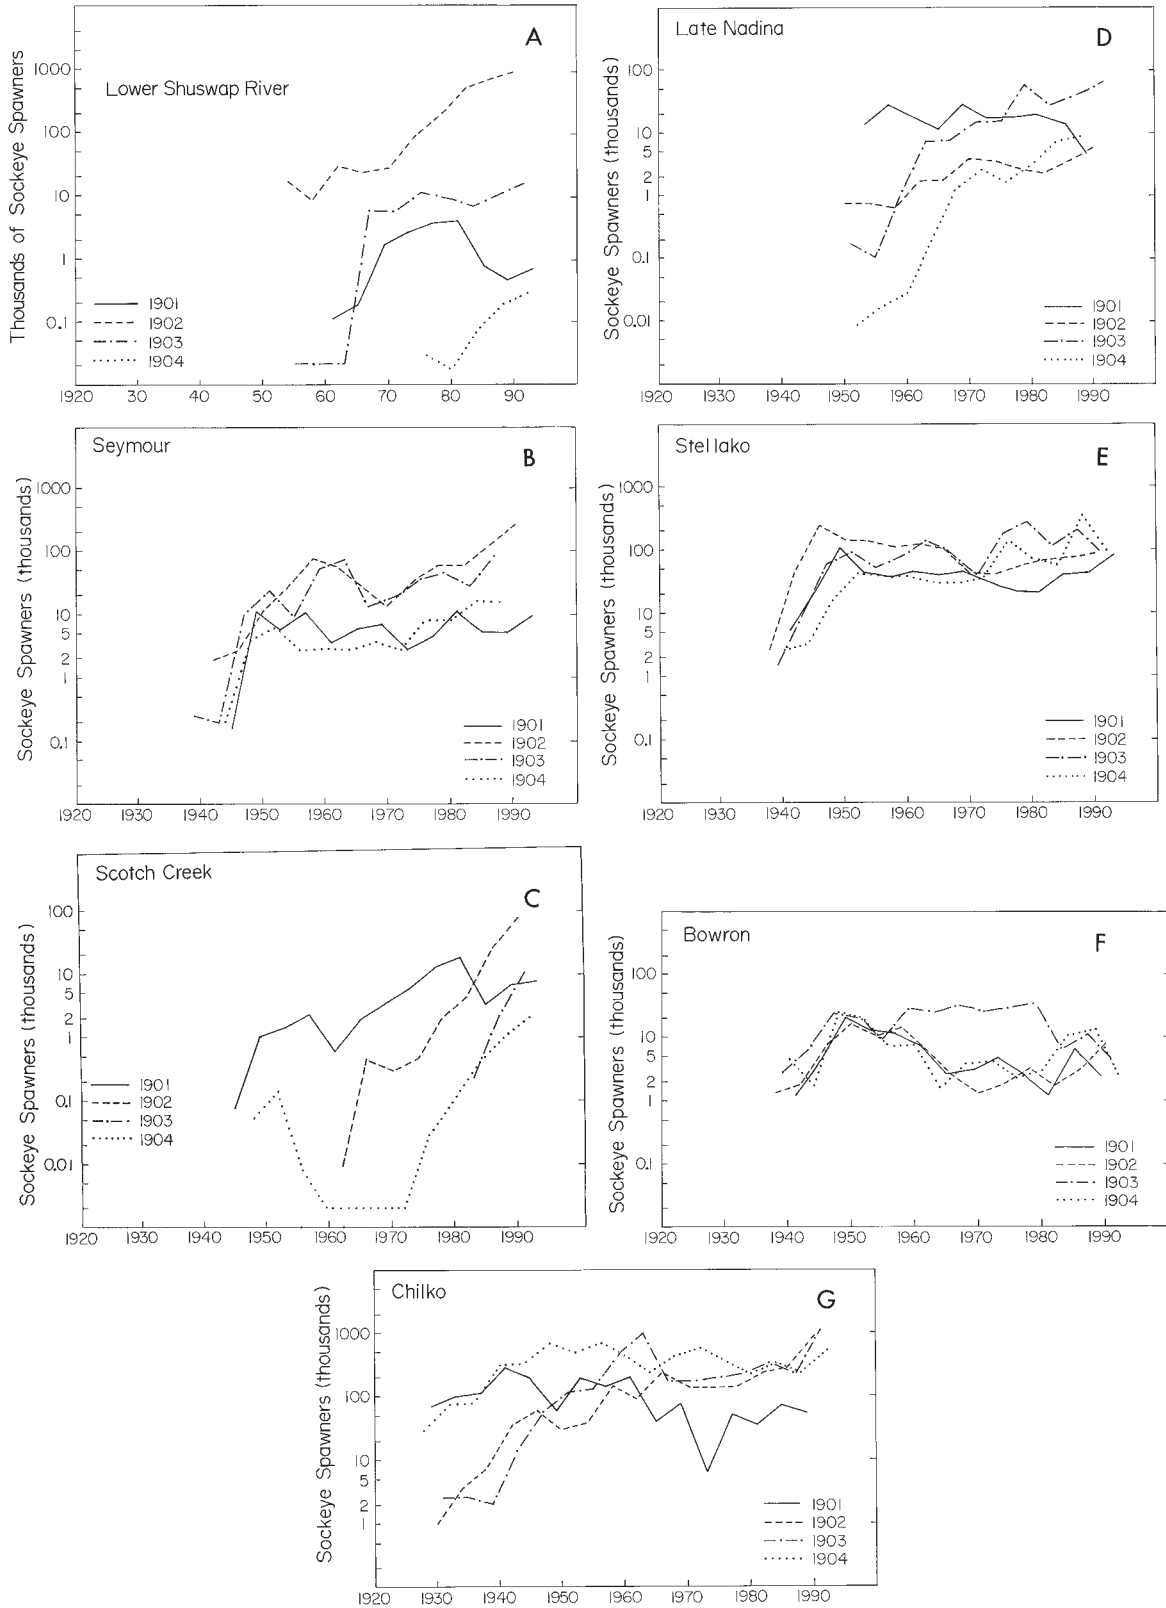 A
Lower Shuswap River
Thousands of Sockeye Spawners
1000
100
10
1
0.1
1901
1902
1903
1904
1920 30 40 50 60 70 80 90
D
Late Nadina
Sockeye Spawners (thousands)
100
10
5
2
1
0.1
0.01
1901
1902
1903
1904
1920 1930 1940 1950 1960 1970 1980 1990
B
Seymour
Sockeye Spawners (thousands)
1000
100
10
5
2
1
0.1
1901
1902
1903
1904
1920 1930 1940 1950 1960 1970 1980 1990
E
Stellako
Sockeye Spawners (thousands)
1000
100
10
5
2
1
0.1
1901
1902
1903
1904
1920 1930 1940 1950 1960 1970 1980 1990
C
Scotch Creek
Sockeye Spawners (thousands)
100
10
5
2
1
0.1
0.01
1901
1902
1903
1904
1920 1930 1940 1950 1960 1970 1980 1990
F
Bowron
Sockeye Spawners (thousands)
100
10
5
2
1
0.1
1901
1902
1903
1904
1920 1930 1940 1950 1960 1970 1980 1990
G
Chilko
Sockeye Spawners (thousands)
1000
100
10
5
2
1
1901
1902
1903
1904
1920 1930 1940 1950 1960 1970 1980 1990